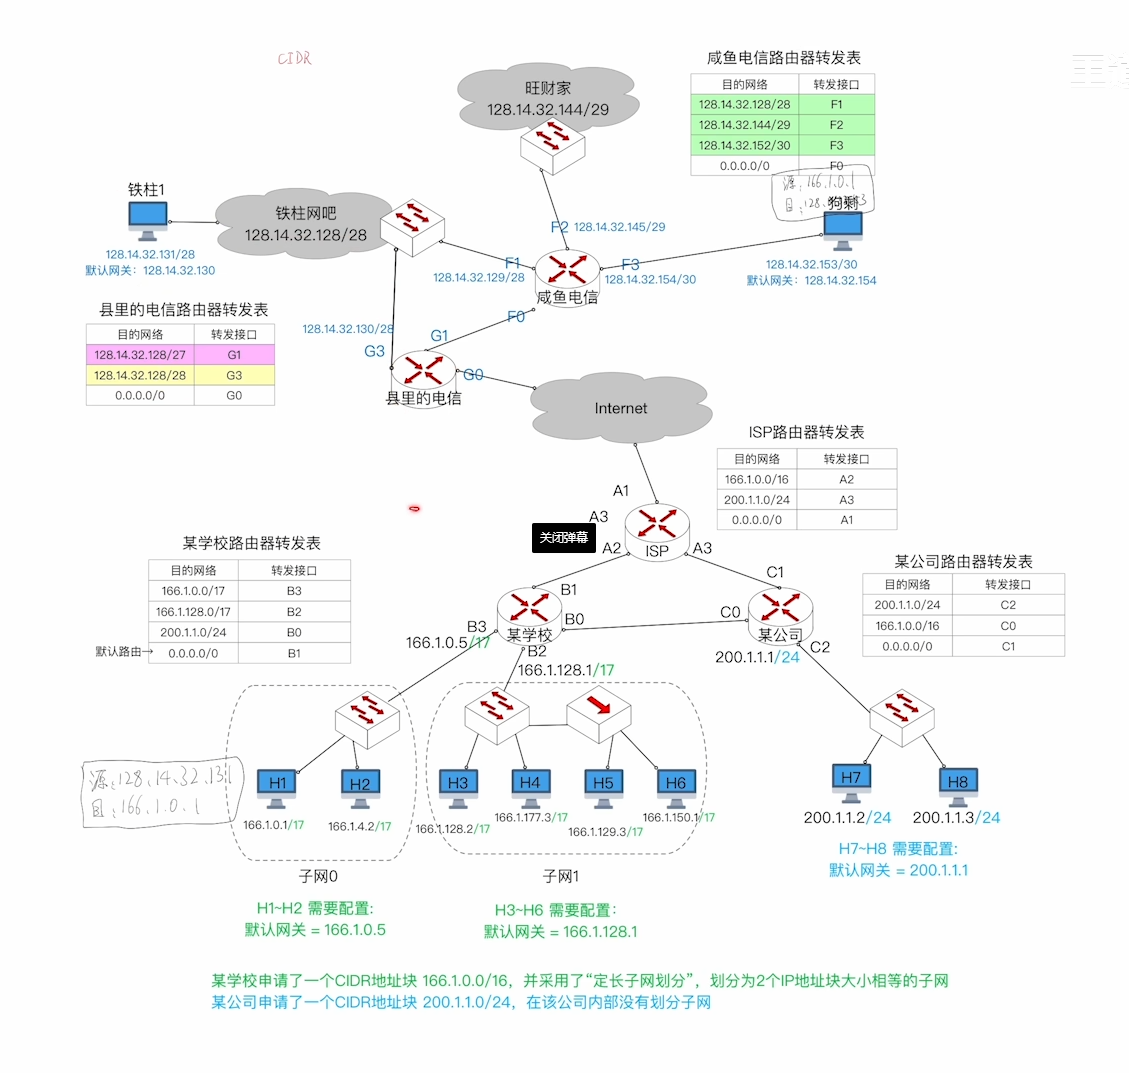 CIDR
旺财家
128.14.32.144/29
咸鱼电信路由器转发表
目的网络 转发接口
128.14.32.128/28 F1
128.14.32.144/29 F2
128.14.32.152/30 F3
0.0.0.0/0 F0
源:166.1.0.1
目:128.
狗剩
铁柱1
铁柱网吧
128.14.32.128/28
128.14.32.131/28
默认网关：128.14.32.130
F2 128.14.32.145/29
F1
128.14.32.129/28
F3
128.14.32.154/30
咸鱼电信
128.14.32.153/30
默认网关：128.14.32.154
县里的电信路由器转发表
目的网络 转发接口
128.14.32.128/27 G1
128.14.32.128/28 G3
0.0.0.0/0 G0
F0
128.14.32.130/28
G1
G3
G0
县里的电信
Internet
ISP路由器转发表
目的网络 转发接口
166.1.0.0/16 A2
200.1.1.0/24 A3
0.0.0.0/0 A1
A1
A3
关闭弹幕
A2
ISP
A3
某学校路由器转发表
目的网络 转发接口
166.1.0.0/17 B3
166.1.128.0/17 B2
200.1.1.0/24 B0
默认路由→ 0.0.0.0/0 B1
某公司路由器转发表
目的网络 转发接口
200.1.1.0/24 C2
166.1.0.0/16 C0
0.0.0.0/0 C1
B1
C1
B3
B0
C0
某学校
某公司
166.1.0.5/17
B2
C2
166.1.128.1/17
200.1.1.1/24
源:128.14.32.131
目:166.1.0.1
H1
H2
H3
H4
H5
H6
H7
H8
166.1.0.1/17
166.1.4.2/17
166.1.128.2/17
166.1.177.3/17
166.1.129.3/17
166.1.150.1/17
200.1.1.2/24
200.1.1.3/24
子网0
子网1
H7~H8 需要配置:
默认网关 = 200.1.1.1
H1~H2 需要配置:
默认网关 = 166.1.0.5
H3~H6 需要配置：
默认网关 = 166.1.128.1
某学校申请了一个CIDR地址块 166.1.0.0/16，并采用了“定长子网划分”，划分为2个IP地址块大小相等的子网
某公司申请了一个CIDR地址块 200.1.1.0/24，在该公司内部没有划分子网